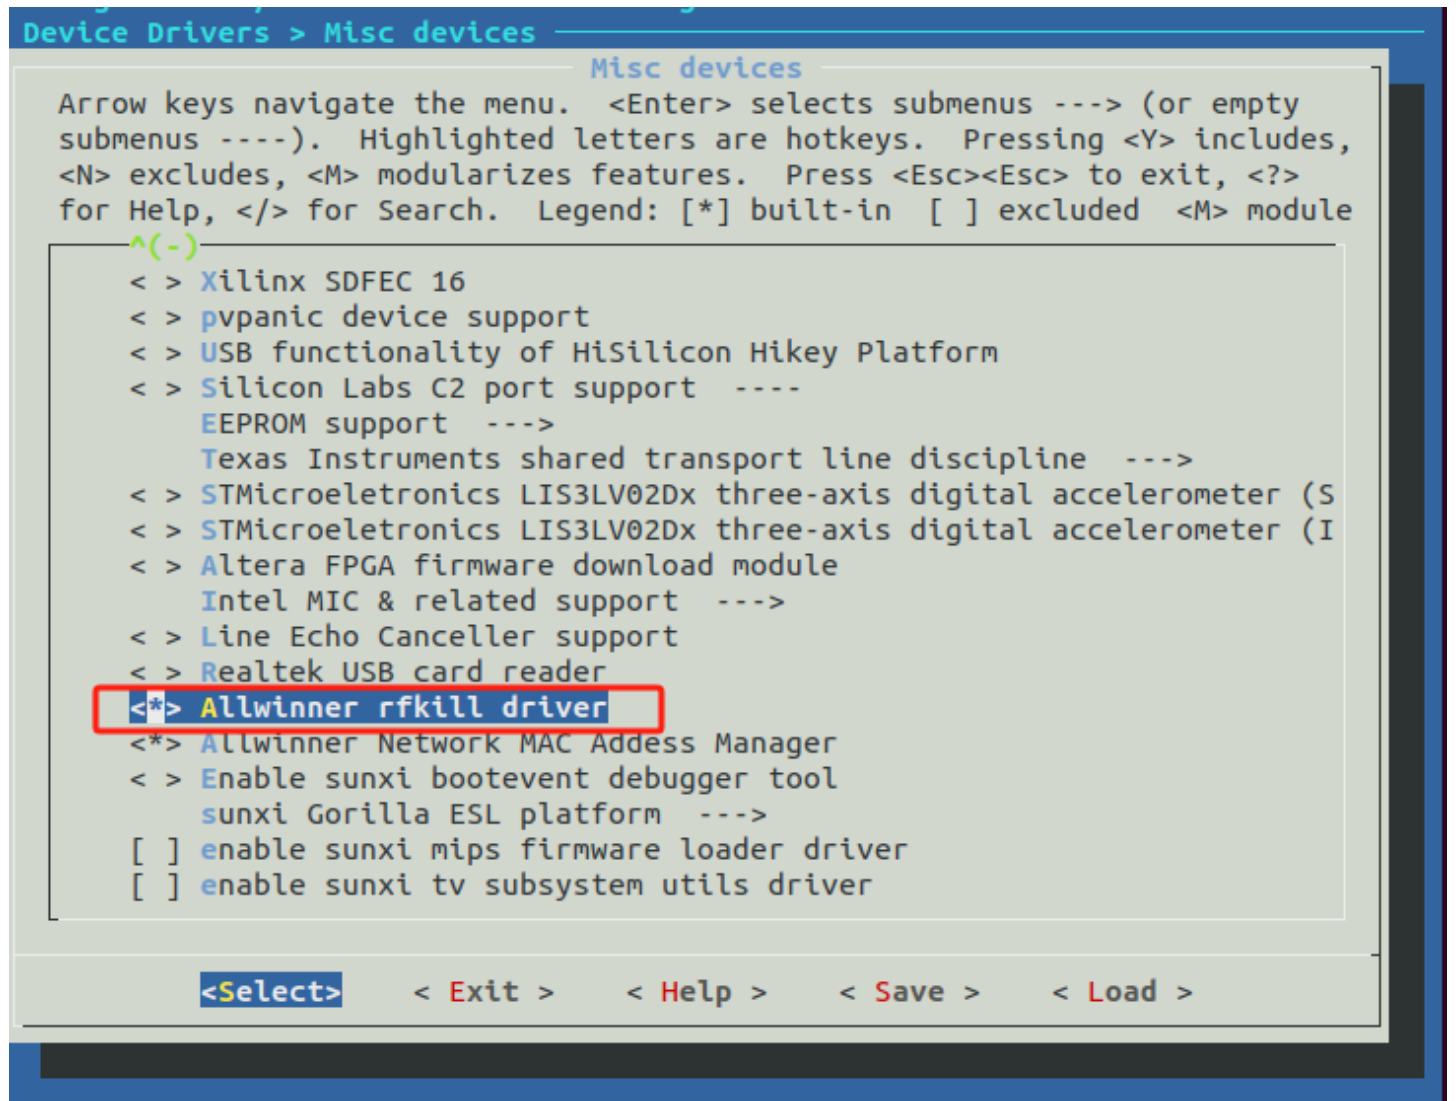 Device Drivers > Misc devices
Misc devices
Arrow keys navigate the menu.  <Enter> selects submenus ---> (or empty
submenus ----).  Highlighted letters are hotkeys.  Pressing <Y> includes,
<N> excludes, <M> modularizes features.  Press <Esc><Esc> to exit, <?>
for Help, </> for Search.  Legend: [*] built-in  [ ] excluded  <M> module
^(-)
< > Xilinx SDFEC 16
< > pvpanic device support
< > USB functionality of HiSilicon Hikey Platform
< > Silicon Labs C2 port support  ----
EEPROM support  --->
Texas Instruments shared transport line discipline  --->
< > STMicroeletronics LIS3LV02Dx three-axis digital accelerometer (S
< > STMicroeletronics LIS3LV02Dx three-axis digital accelerometer (I
< > Altera FPGA firmware download module
Intel MIC & related support  --->
< > Line Echo Canceller support
< > Realtek USB card reader
<*> Allwinner rfkill driver
<*> Allwinner Network MAC Addess Manager
< > Enable sunxi bootevent debugger tool
sunxi Gorilla ESL platform  --->
[ ] enable sunxi mips firmware loader driver
[ ] enable sunxi tv subsystem utils driver
<Select>    < Exit >    < Help >    < Save >    < Load >